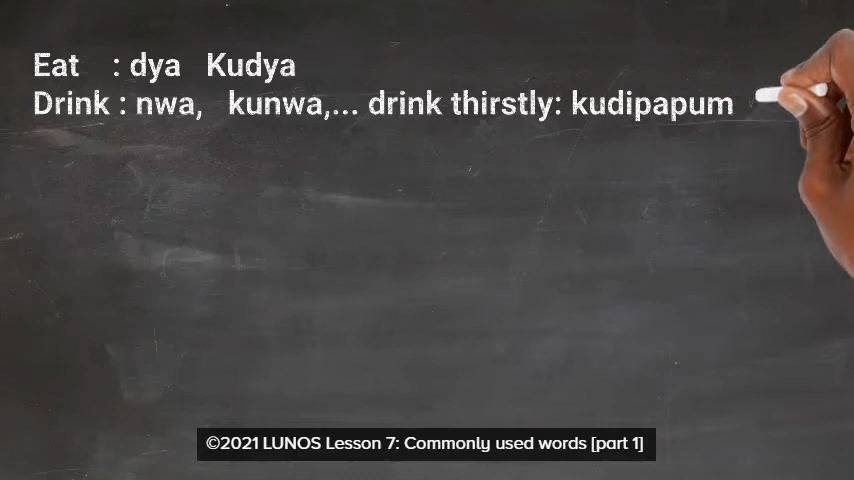 Eat : dya Kudya
Drink : nwa, kunwa,... drink thirstly: kudipapum
©2021 LUNOS Lesson 7: Commonly used words [part 1]